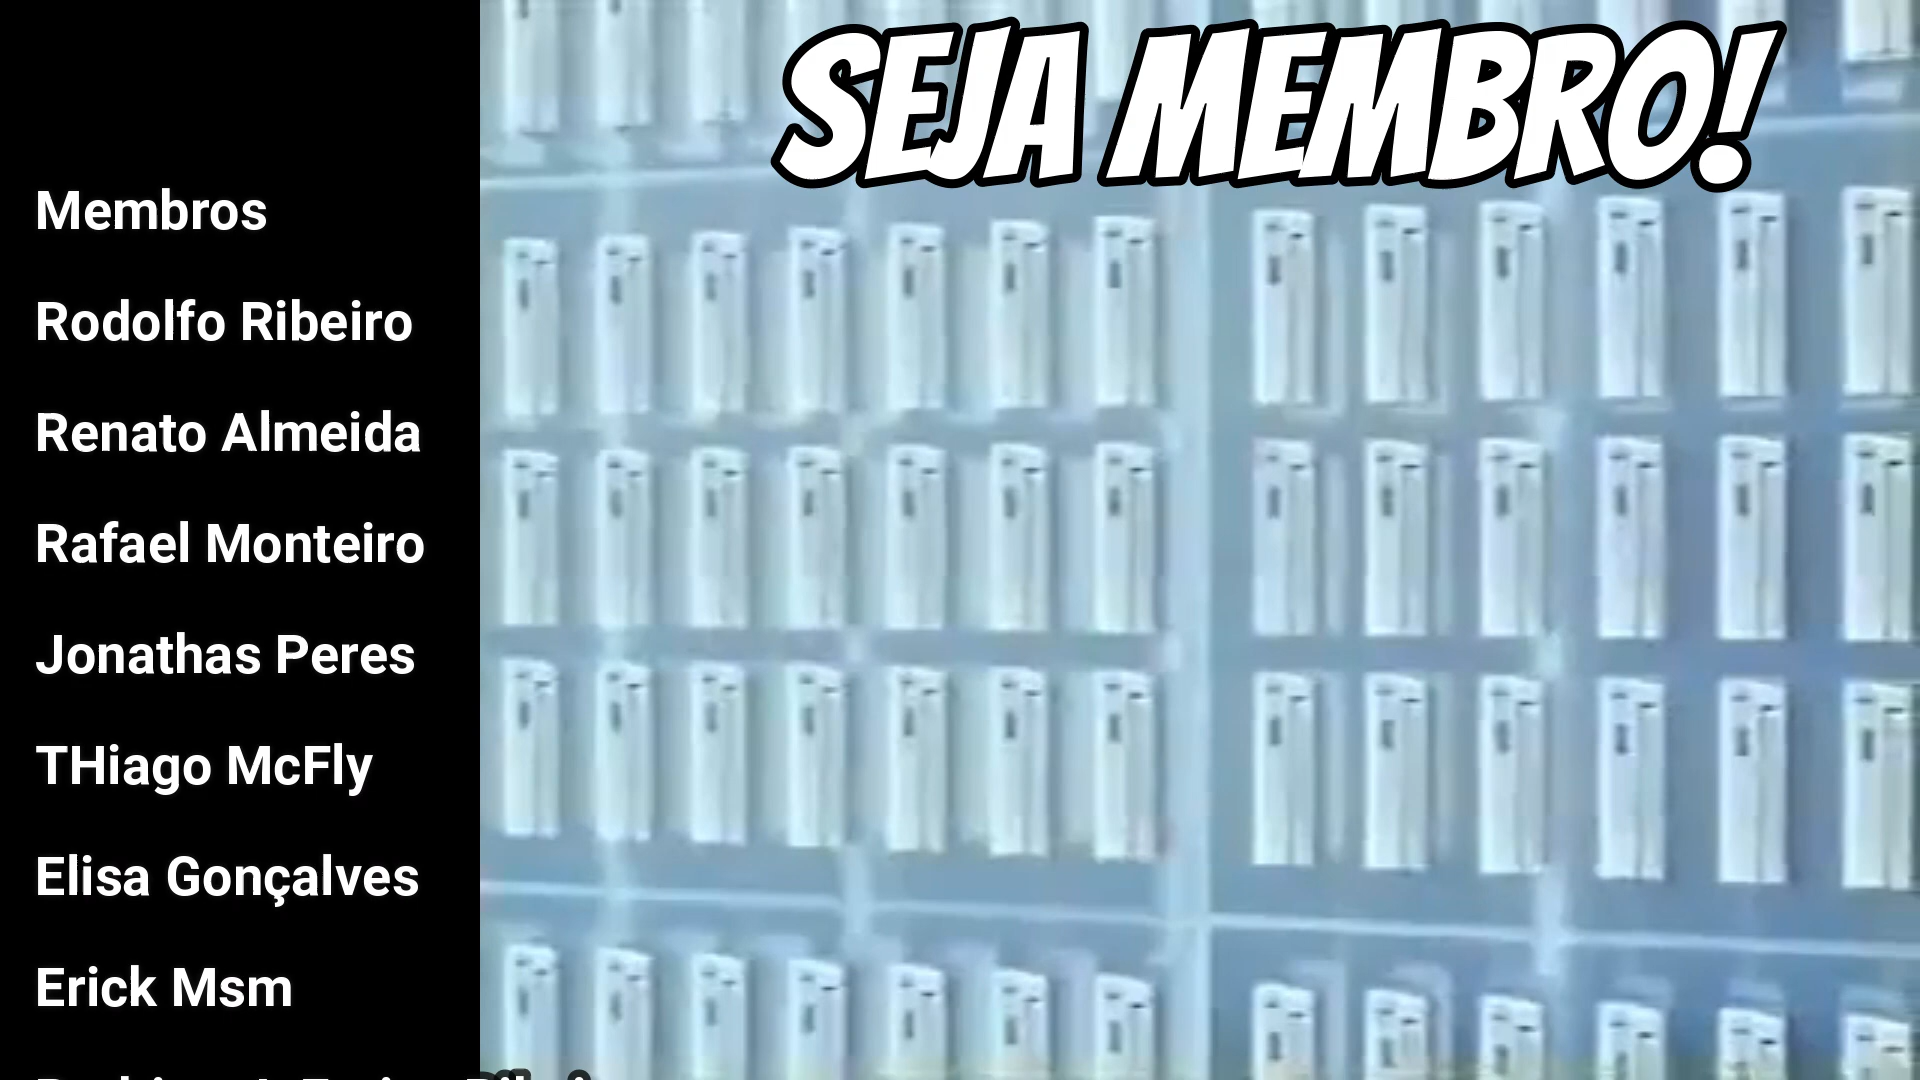 SEJA MEMBRO!
Membros
Rodolfo Ribeiro
Renato Almeida
Rafael Monteiro
Jonathas Peres
THiago McFly
Elisa Gonçalves
Erick Msm